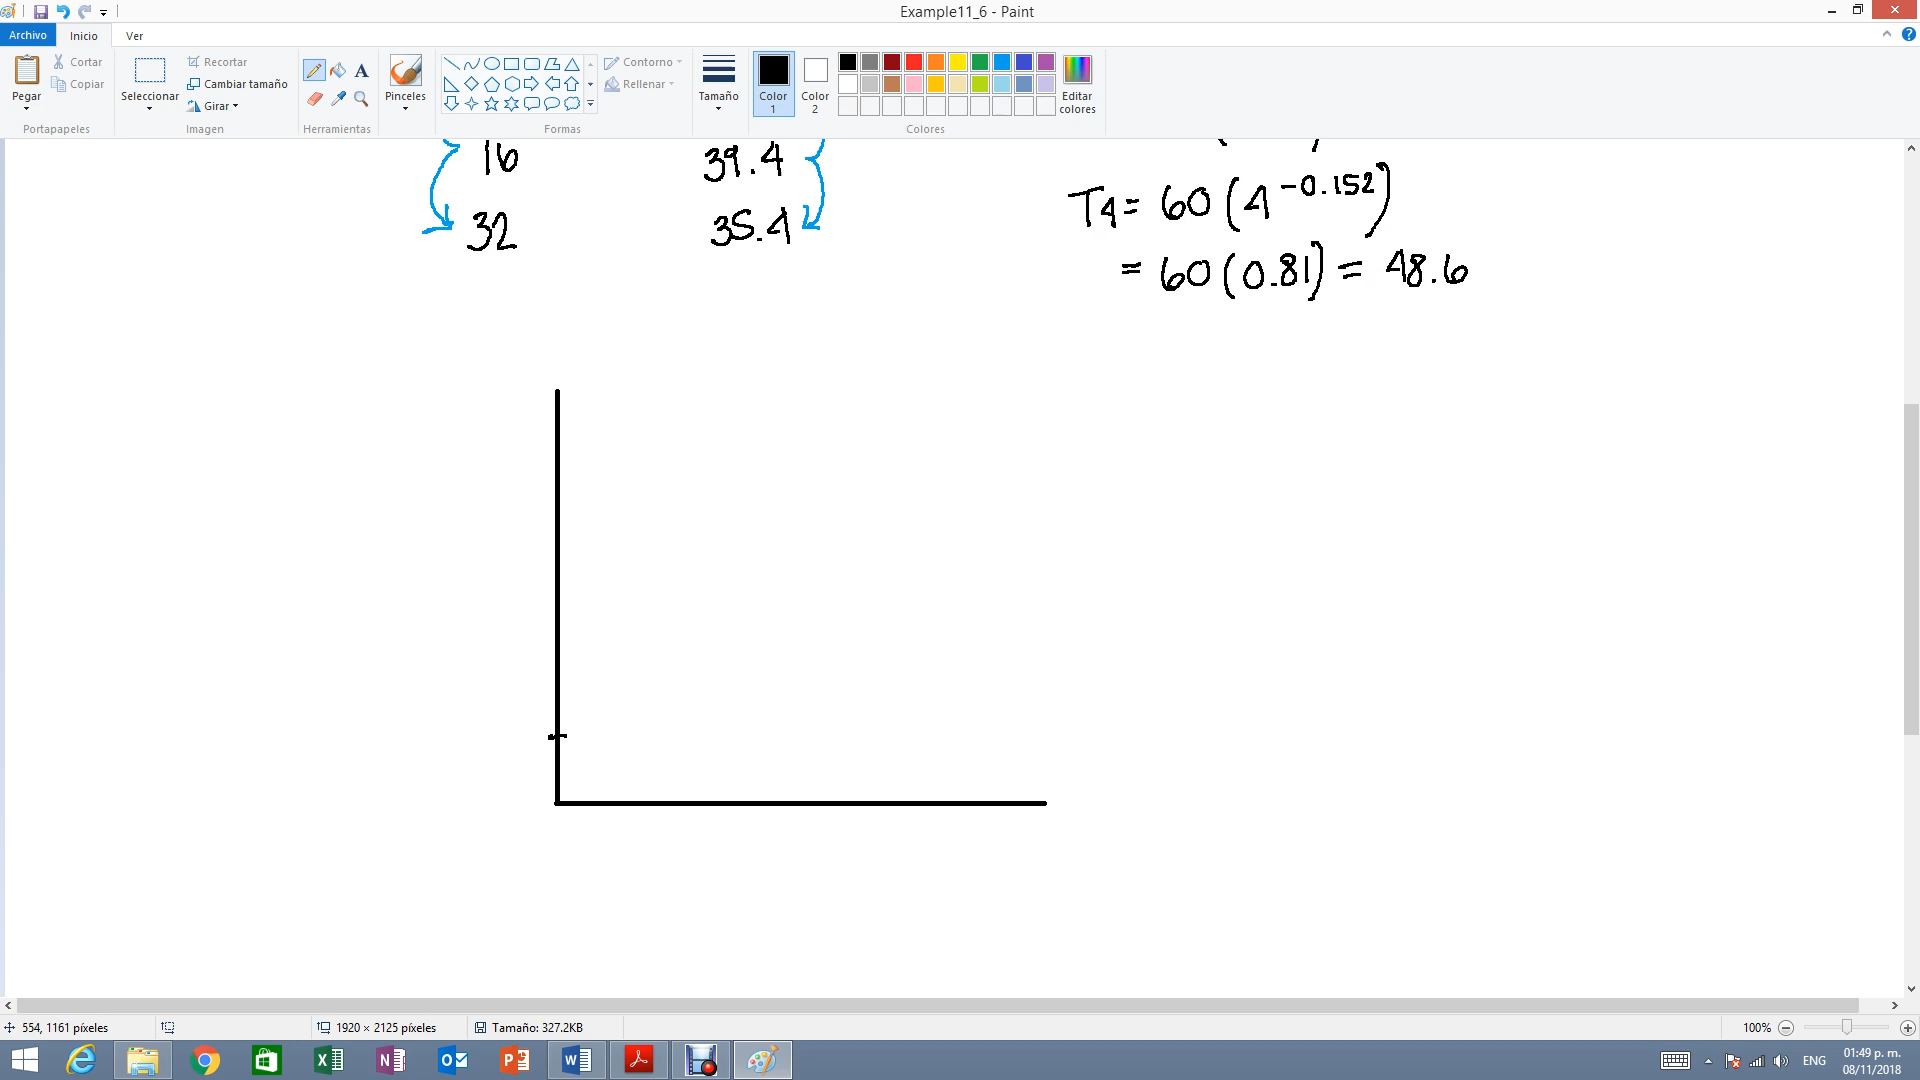 Example11_6 - Paint
Archivo Inicio Ver
Pegar Cortar Copiar Portapapeles
Seleccionar Recortar Cambiar tamaño Girar Imagen
Herramientas
Pinceles
Contorno Rellenar Formas
Tamaño
Color 1 Color 2 Editar colores Colores
16 39.4
32 35.4
T4= 60(4^-0.152)
= 60(0.81) = 48.6
554, 1161 píxeles 1920 × 2125 píxeles Tamaño: 327.2KB 100%
ENG 01:49 p. m.
08/11/2018